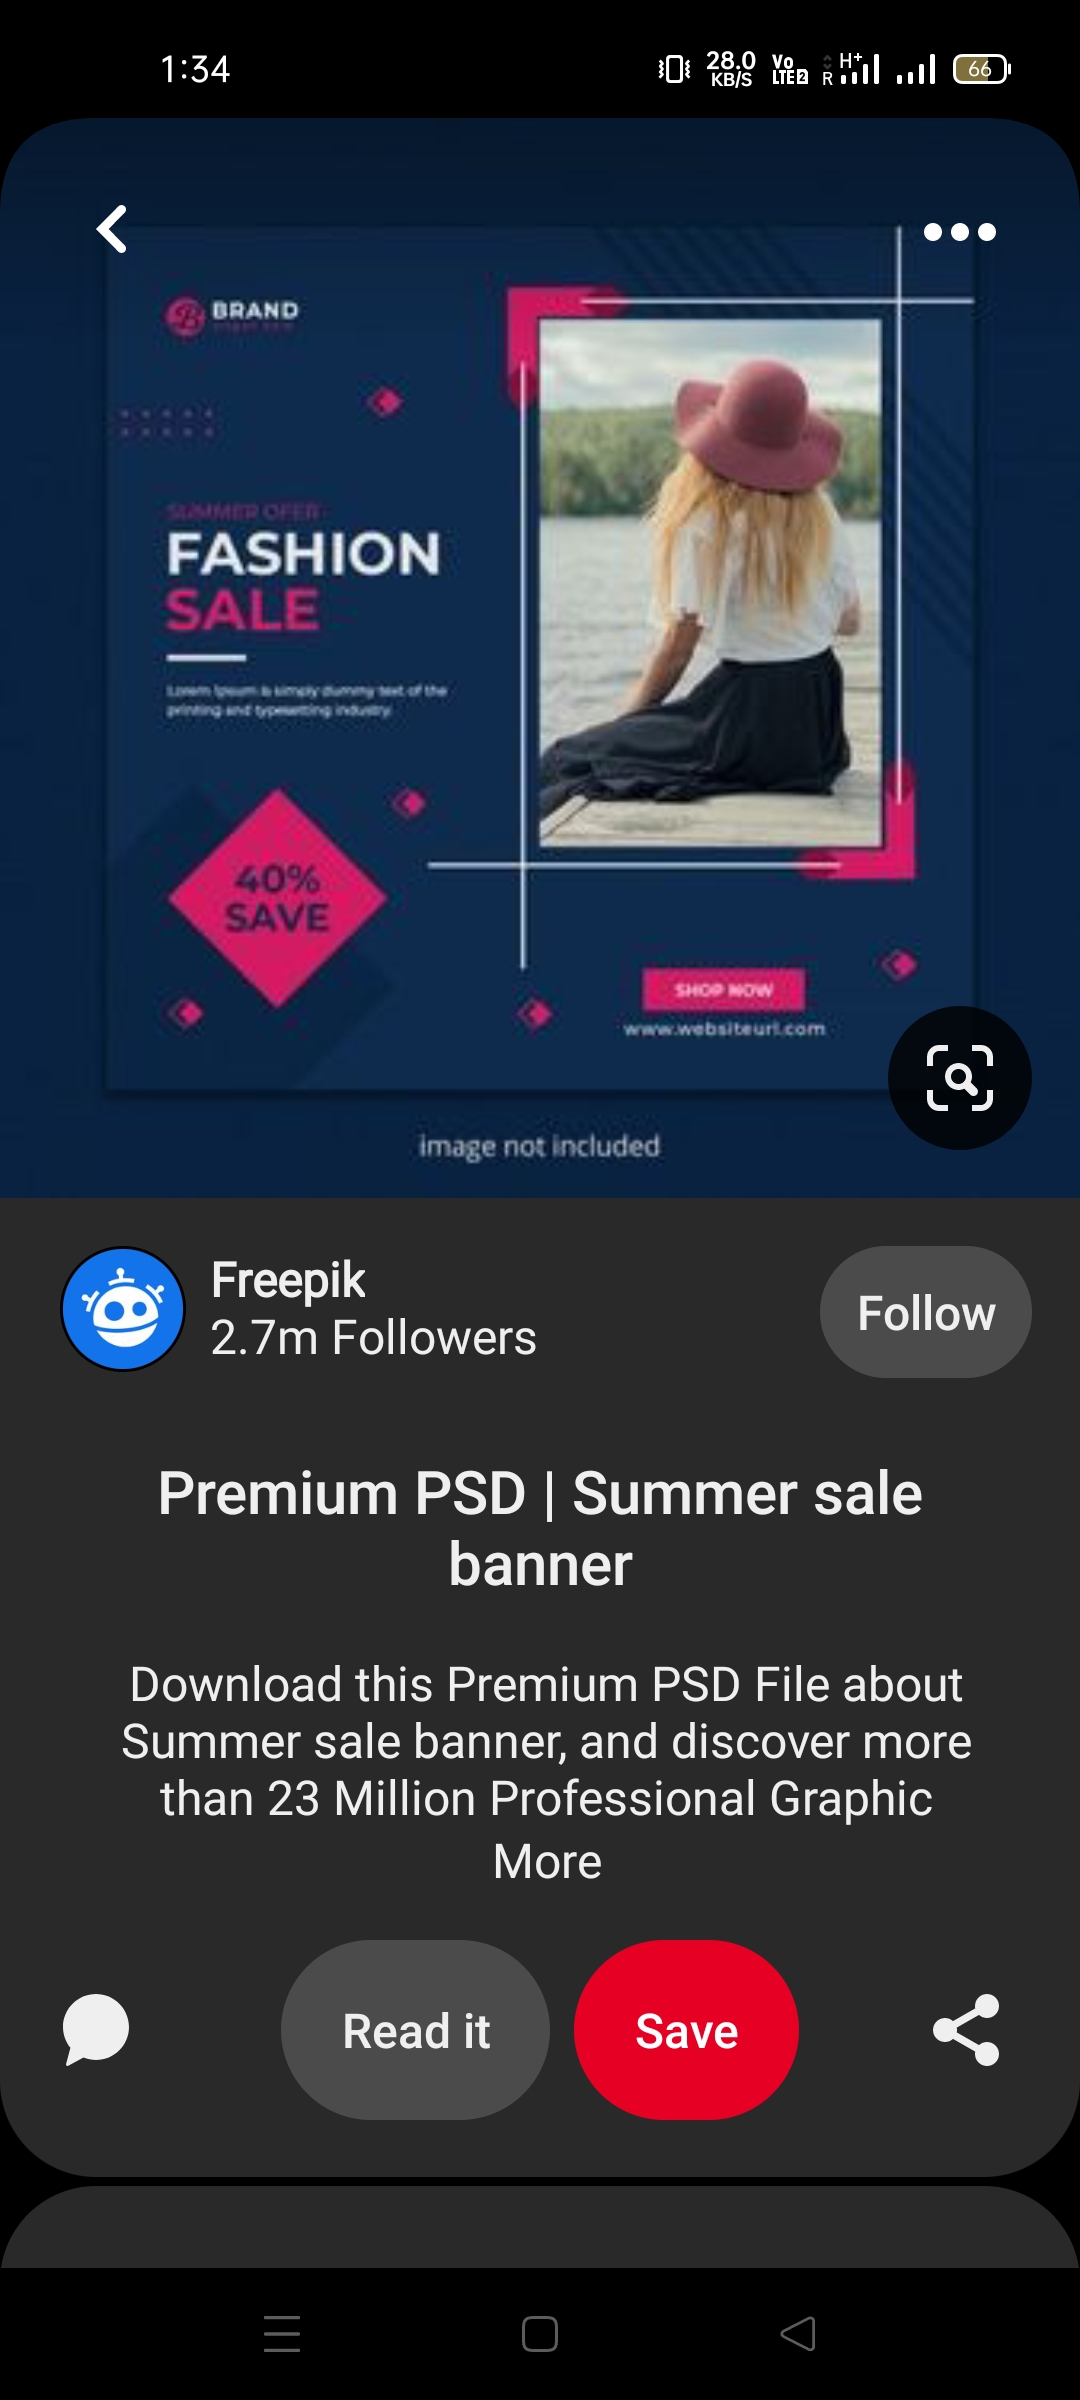 1:34
28.0
KB/S
Vo
LTE2
R
H+
66
BRAND
SUMMER OFER
FASHION
SALE
Lorem Ipsum is simply dummy text of the
printing and typesetting industry.
40%
SAVE
SHOP NOW
www.websiteurl.com
image not included
Freepik
2.7m Followers
Follow
Premium PSD | Summer sale
banner
Download this Premium PSD File about
Summer sale banner, and discover more
than 23 Million Professional Graphic
More
Read it
Save